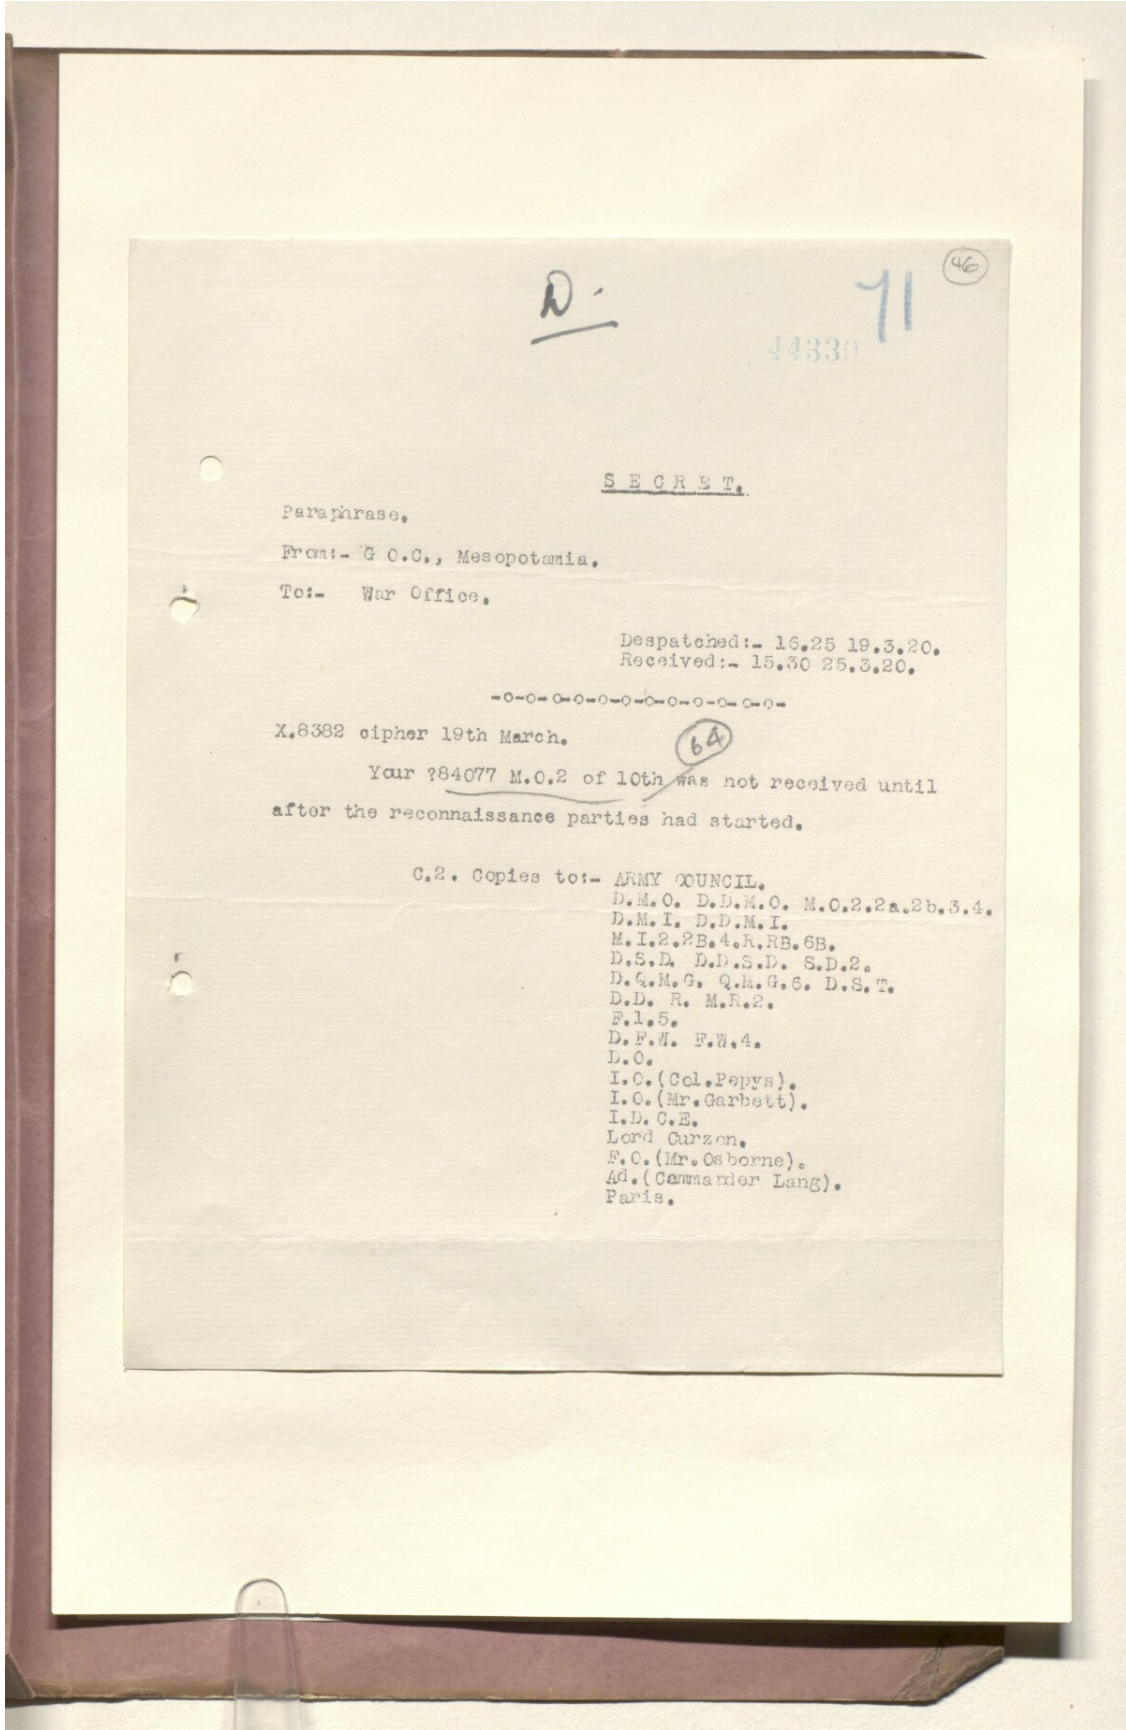 46
D.
71
44330
SECRET.
Paraphrase.
From:- G O.C., Mesopotamia.
To:- War Office.
Despatched:- 16.25 19.3.20.
Received:- 15.30 25.3.20.
-o-o-o-o-o-o-o-o-o-o-o-o-o-
X.8382 cipher 19th March.
64
Your ?84077 M.O.2 of 10th was not received until
after the reconnaissance parties had started.
C.2. Copies to:- ARMY COUNCIL.
D.M.O. D.D.M.O. M.O.2.2a.2b.3.4.
D.M.I. D.D.M.I.
M.I.2.2B.4.R.RB.6B.
D.S.D. D.D.S.D. S.D.2.
D.Q.M.G. Q.M.G.6. D.S.T.
D.D. R. M.R.2.
F.1.5.
D.F.W. F.W.4.
D.O.
I.O.(Col.Pepys).
I.O.(Mr.Garbett).
I.D.C.E.
Lord Curzon.
F.O.(Mr.Osborne).
Ad.(Commander Lang).
Paris.